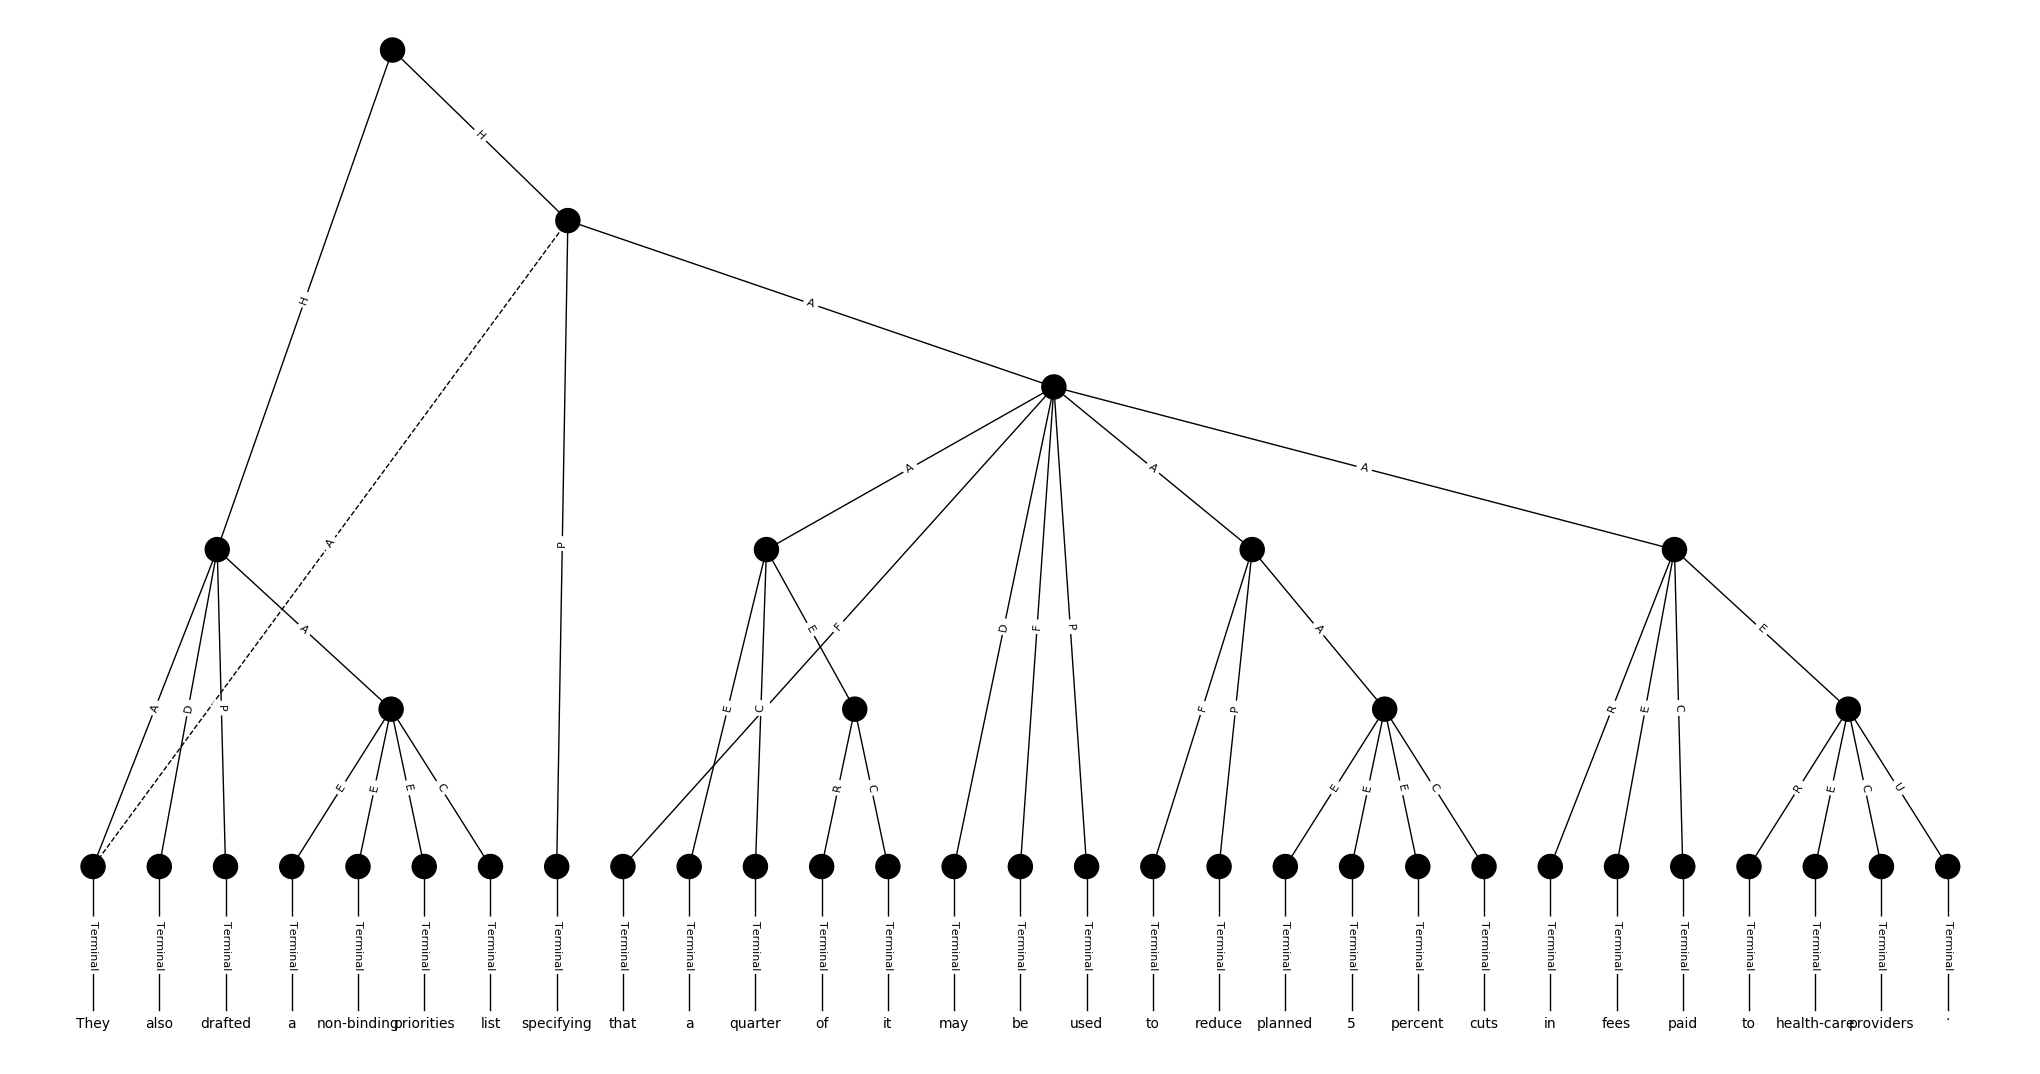 H
H
A
A
A
A
A
P
A
E
F
D
F
P
A
E
A
D
P
E
C
F
P
A
R
E
C
E
E
E
E
C
R
C
E
E
E
C
R
E
C
U
Terminal Terminal Terminal Terminal Terminal Terminal Terminal Terminal Terminal Terminal Terminal Terminal Terminal Terminal Terminal Terminal Terminal Terminal Terminal Terminal Terminal Terminal Terminal Terminal Terminal Terminal Terminal Terminal Terminal
They also drafted a non-binding priorities list specifying that a quarter of it may be used to reduce planned 5 percent cuts in fees paid to health-care providers .